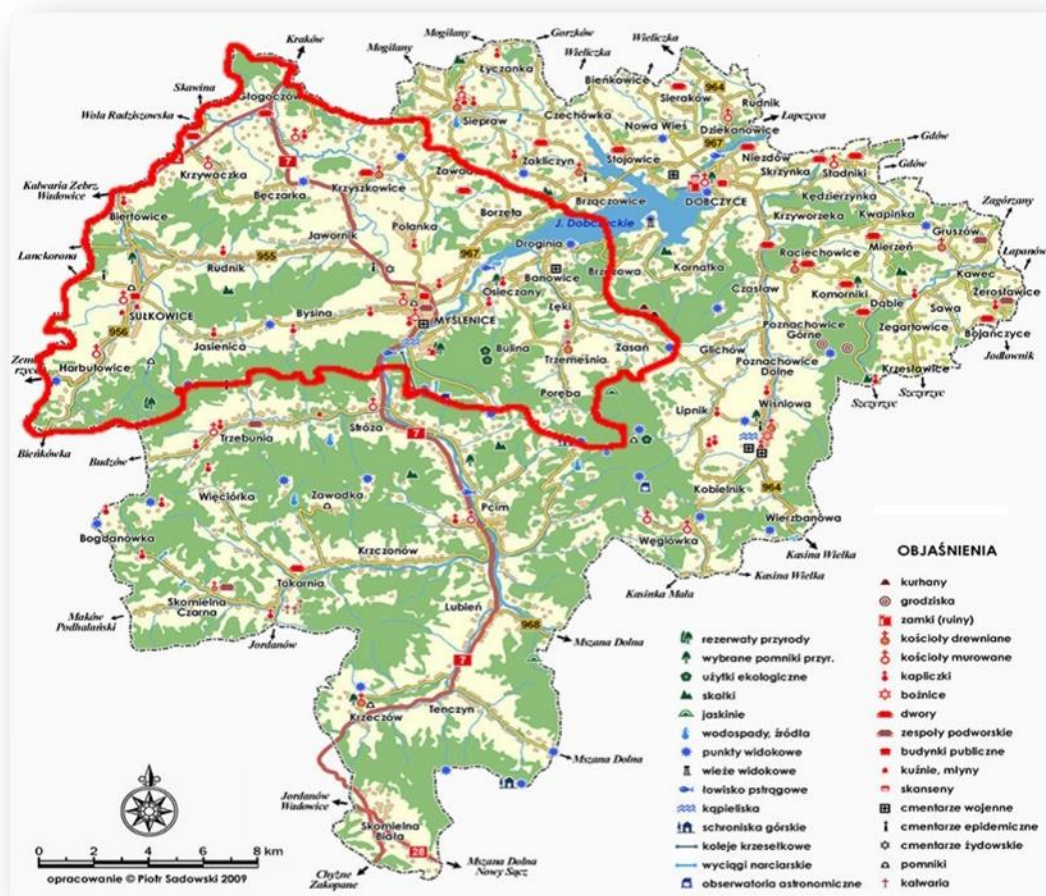 Kraków
Mogilany
Mogilany
Gorzków
Wieliczka
Wieliczka
Łyczanka
Bieńkowice
Sieraków
964
Skawina
Głogoczów
Rudnik
Wola Radziszowska
Siepraw
Czechówka
Nowa Wieś
Dziekanowice
Łapczyca
967
Gdów
7
Zakliczyn
Stojowice
Niezdów
Skrzynka
Stadniki
Gdów
Krzywaczka
Krzyszkowice
DOBCZYCE
Kędzierzynka
Kalwaria Zebrz.
Wadowice
Bęczarka
Brzączowice
Zagórzany
Biertowice
Borzęta
Krzyworzeka
Kwapinka
Polanka
J. Dobczyckie
Gruszów
Jawornik
Droginia
Raciechowice
Mierzeń
Łapanów
Lanckorona
955
967
Rudnik
Banowice
Brzezowa
Kornatka
Kawec
Osieczany
Czasław
Komorniki
Zerosławice
Dąbie
Sawa
956
SUŁKOWICE
Bysina
MYŚLENICE
Łęki
Poznachowice
Górne
Zegartowice
Bojańczyce
Jasienica
Bulina
Zasań
Glichów
Jodłownik
Harbutowice
Trzemeśnia
Poznachowice
Dolne
Krzesławice
Szczyrzyc
Poręba
Szczyrzyc
Lipnik
Wiśniowa
Stróża
Bieńkówka
Budzów
Trzebunia
7
Więciórka
Zawadka
Kobielnik
964
Pcim
Wierzbanowa
Bogdanówka
Węglówka
Kasina Wielka
Krzczonów
Kasina Wielka
Tokarnia
Kasinka Mała
Skomielna
Czarna
Lubień
Maków
Podhalański
Jordanów
968
Mszana Dolna
7
Krzeczów
Tenczyn
Mszana Dolna
Jordanów
Wadowice
Skomielna
Biała
28
Mszana Dolna
Nowy Sącz
Chyżne
Zakopane
0 2 4 6 8 km
opracowanie © Piotr Sadowski 2009
OBJAŚNIENIA
rezerwaty przyrody
wybrane pomniki przyr.
użytki ekologiczne
skałki
jaskinie
wodospady, źródła
punkty widokowe
wieże widokowe
łowisko pstrągowe
kąpieliska
schroniska górskie
koleje krzesełkowe
wyciągi narciarskie
obserwatoria astronomiczne
kurhany
grodziska
zamki (ruiny)
kościoły drewniane
kościoły murowane
kapliczki
bożnice
dwory
zespoły podworskie
budynki publiczne
kuźnie, młyny
skanseny
cmentarze wojenne
cmentarze epidemiczne
cmentarze żydowskie
pomniki
kalwaria